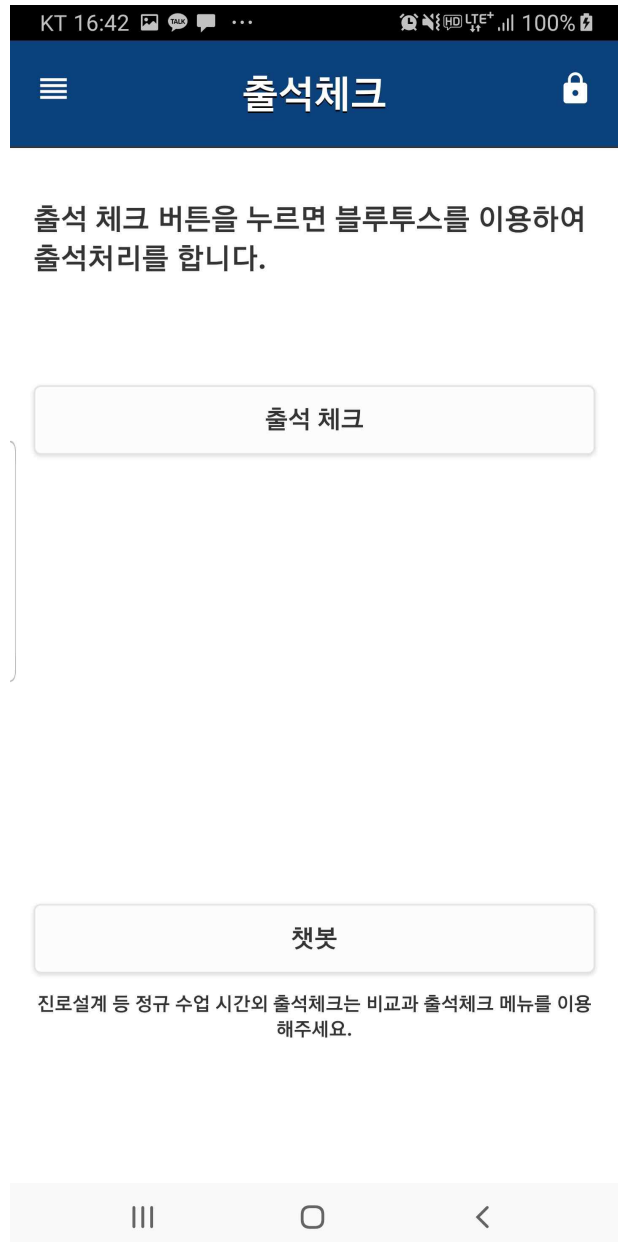 KT 16:42 TALK ··· HD LTE+ 100%
출석체크
출석 체크 버튼을 누르면 블루투스를 이용하여
출석처리를 합니다.
출석 체크
챗봇
진로설계 등 정규 수업 시간외 출석체크는 비교과 출석체크 메뉴를 이용
해주세요.